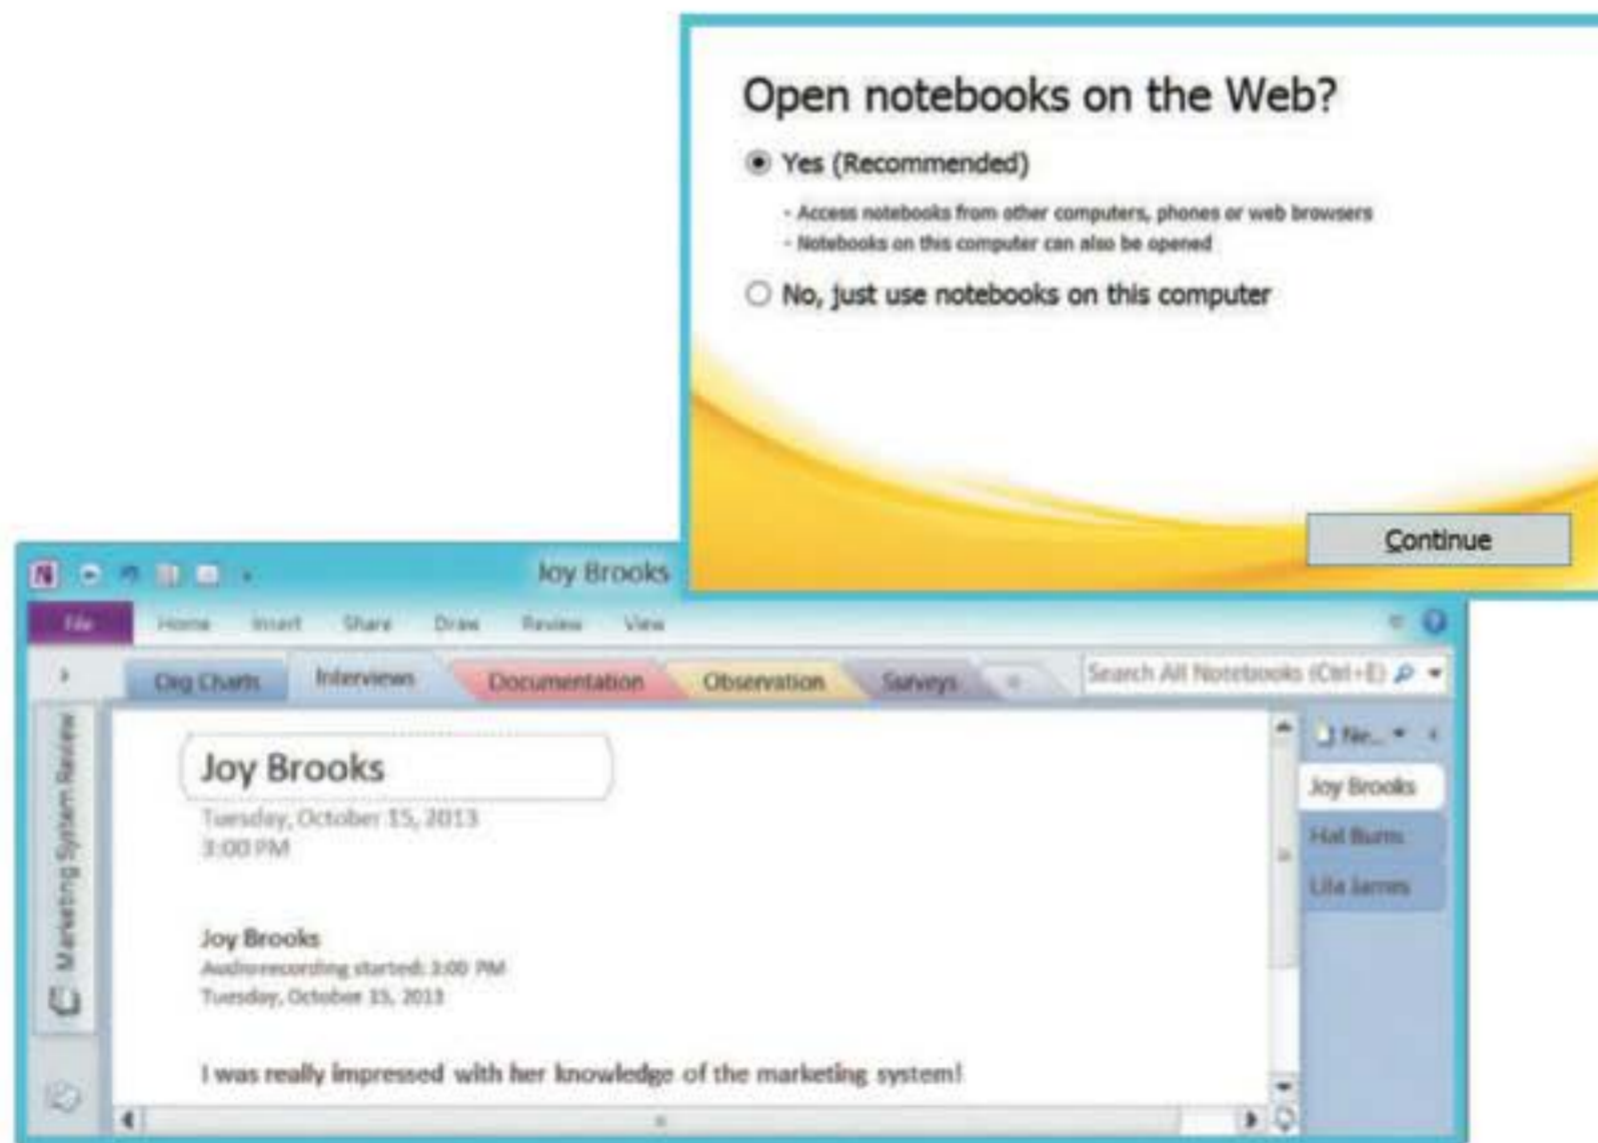 Open notebooks on the Web?
Yes (Recommended)
- Access notebooks from other computers, phones or web browsers
- Notebooks on this computer can also be opened
No, just use notebooks on this computer
Continue
Joy Brooks
File Home Insert Share Draw Review View
Org Charts Interviews Documentation Observation Surveys
Search All Notebooks (Ctrl+E)
Marketing System Review
Ne...
Joy Brooks
Hal Burns
Lila James
Joy Brooks
Tuesday, October 15, 2013
3:00 PM
Joy Brooks
Audio recording started: 3:00 PM
Tuesday, October 15, 2013
I was really impressed with her knowledge of the marketing system!